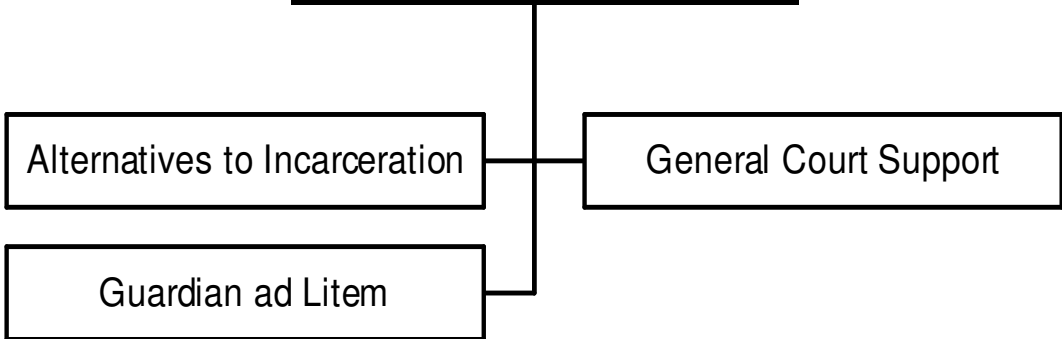 Alternatives to Incarceration
General Court Support
Guardian ad Litem